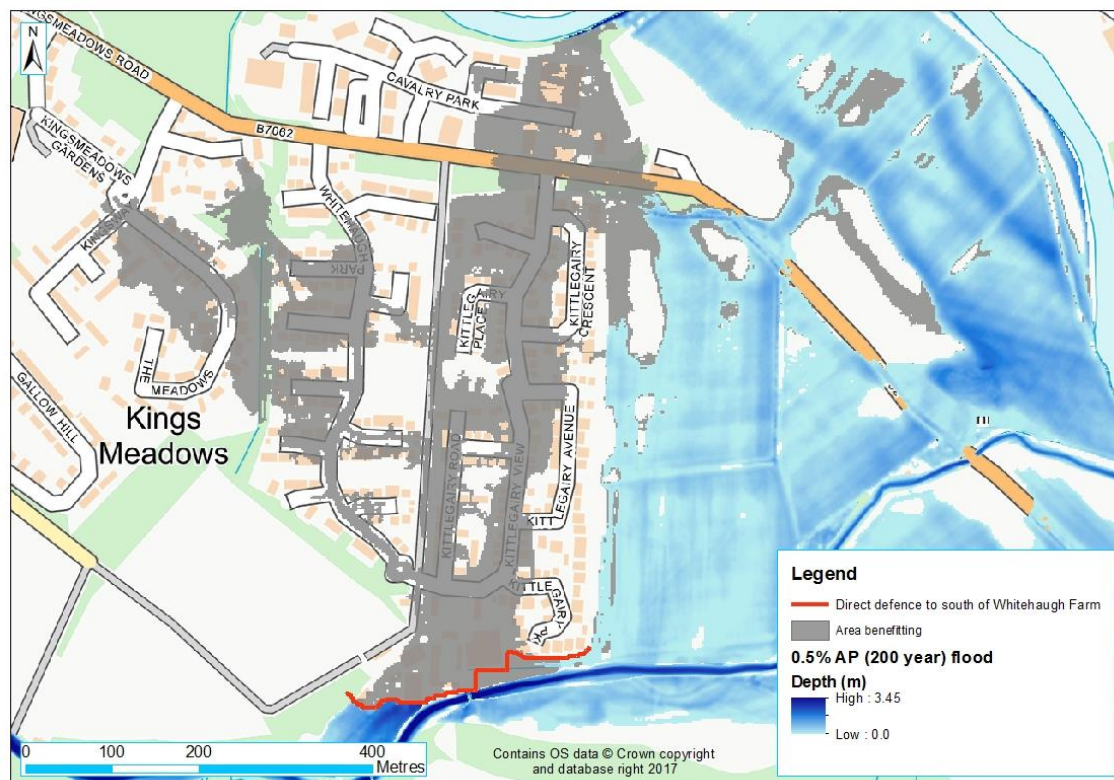 KINGSMEADOWS ROAD
N
CAVALRY PARK
B7062
KINGSMEADOWS
GARDENS
WHITEHAUGH
PARK
KITTLEGAIRY
PLACE
KITTLEGAIRY
CRESCENT
THE
MEADOWS
GALLOW HILL
Kings
Meadows
KITTLEGAIRY ROAD
KITTLEGAIRY VIEW
KITTLEGAIRY AVENUE
Legend
Direct defence to south of Whitehaugh Farm
Area benefitting
0.5% AP (200 year) flood
Depth (m)
High : 3.45
Low : 0.0
0 100 200 400
Metres
Contains OS data © Crown copyright
and database right 2017